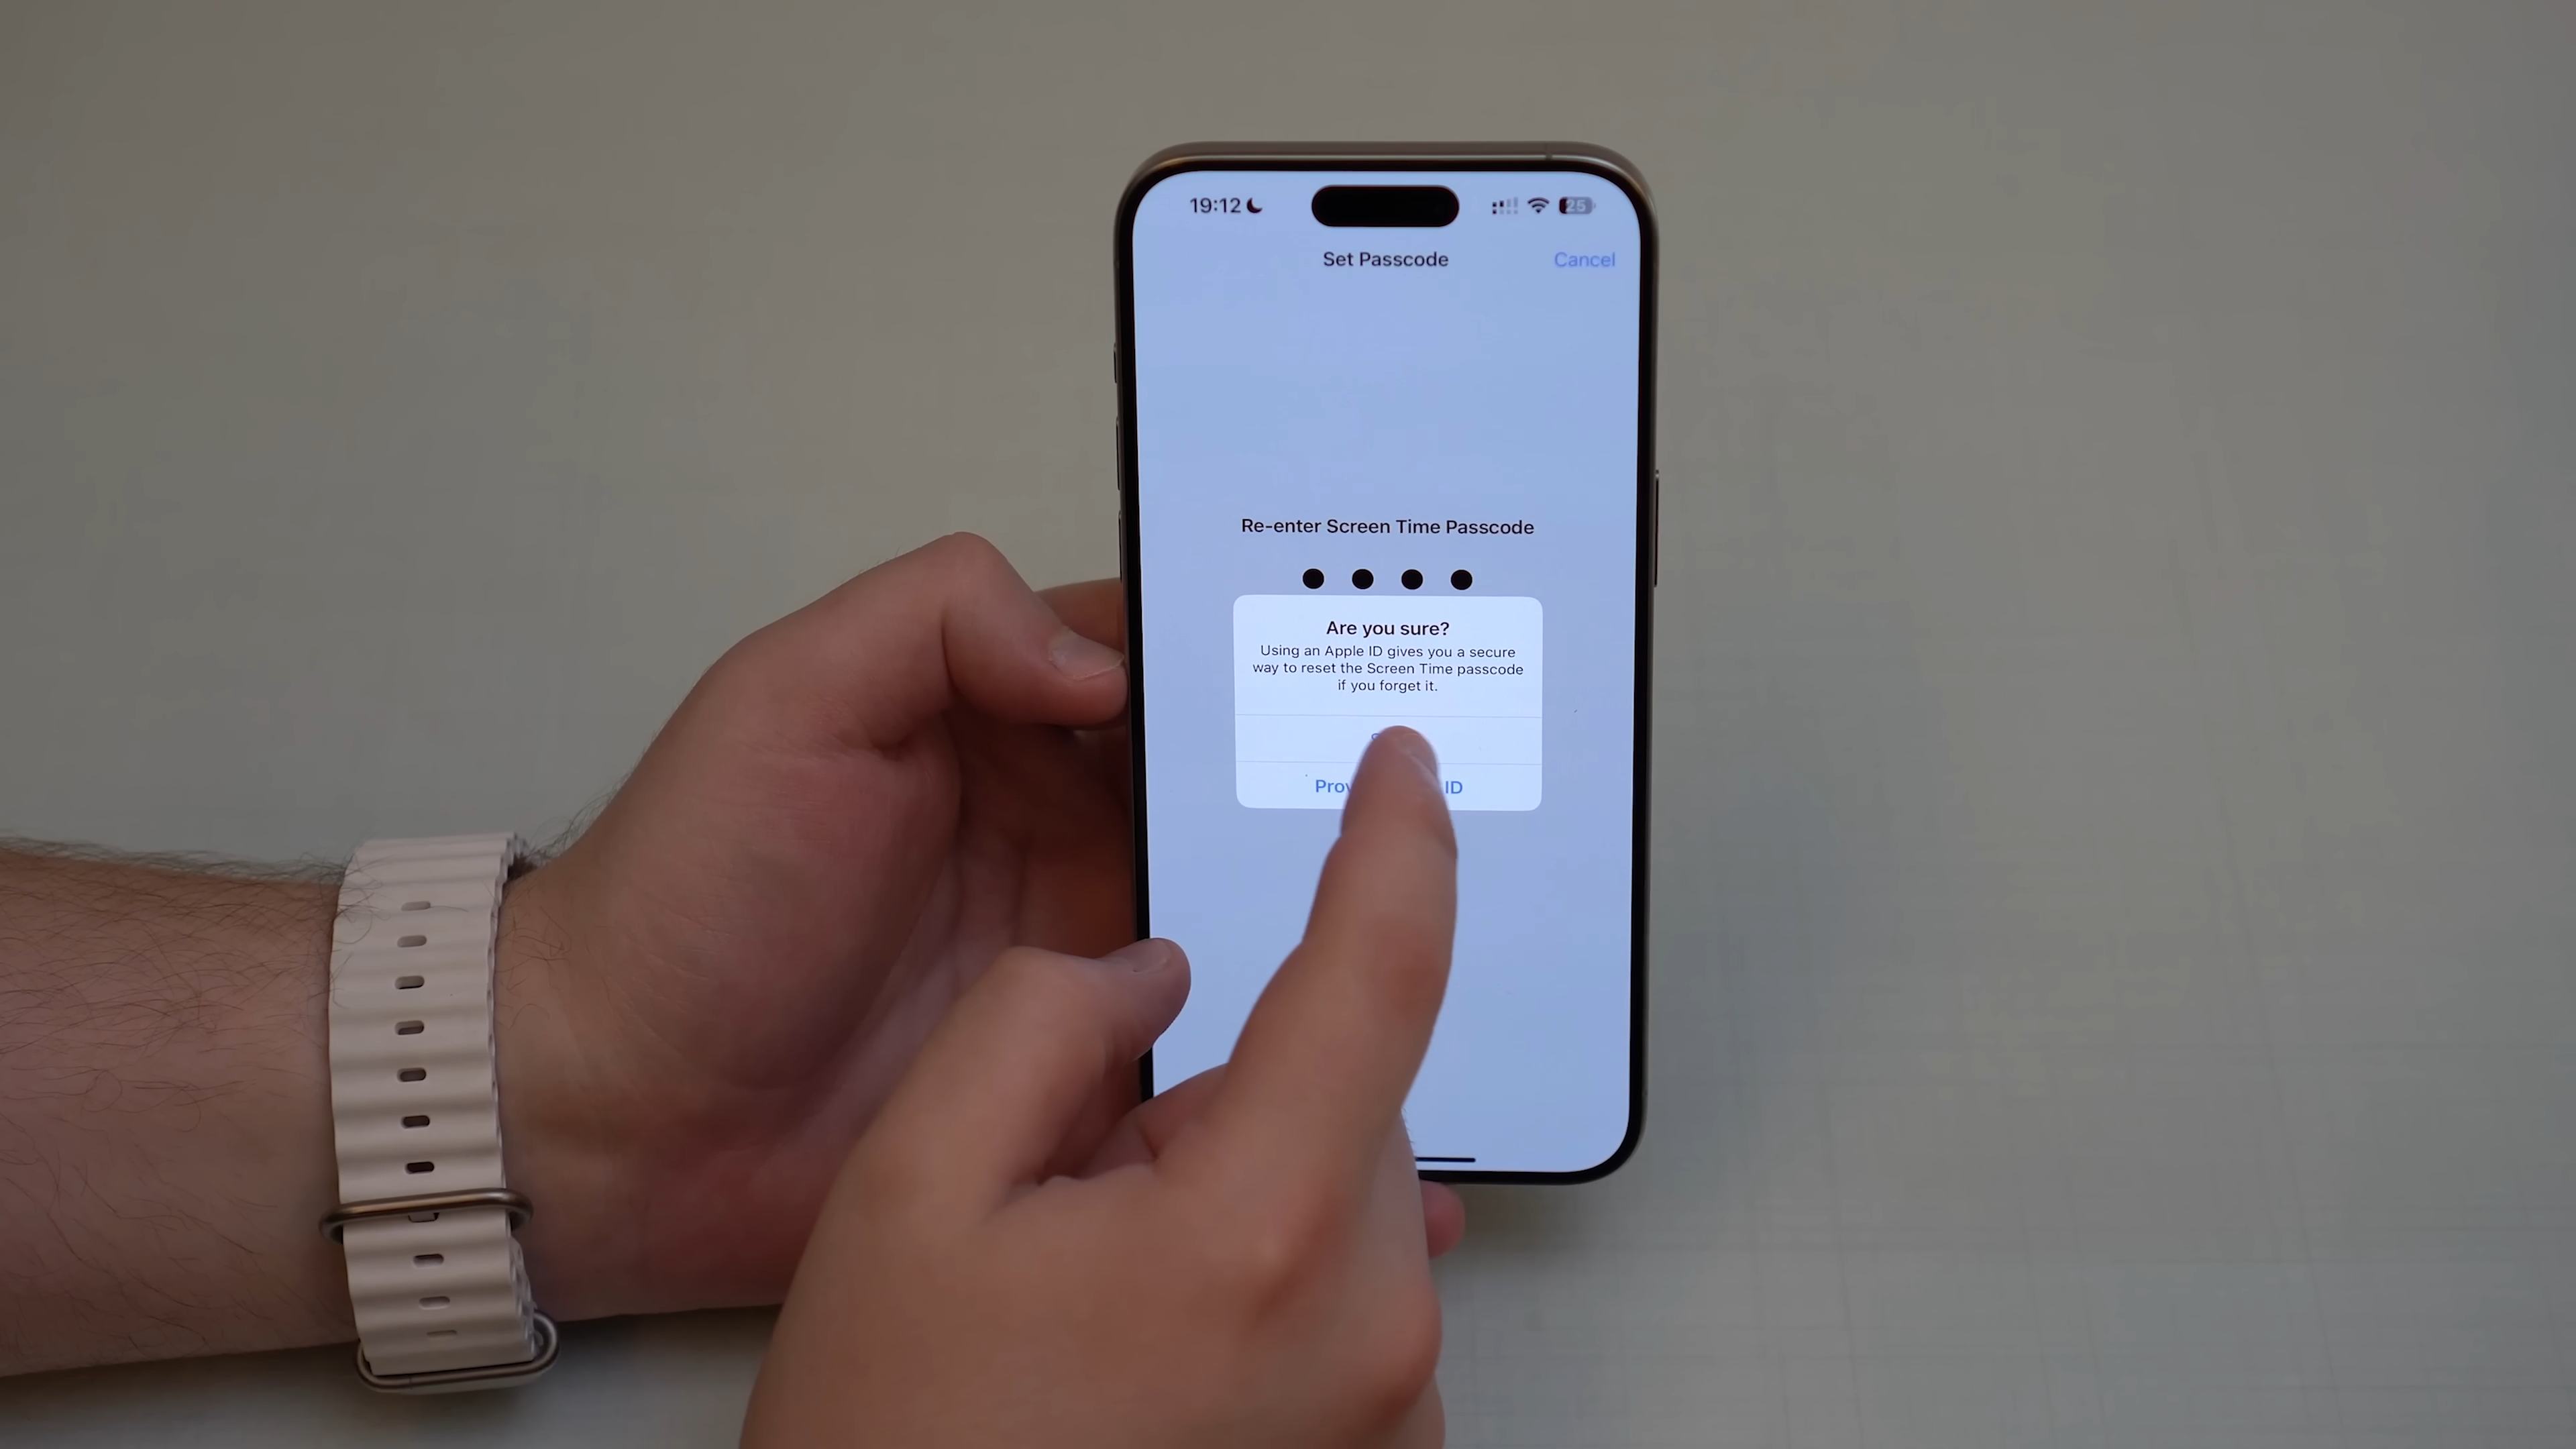 19:12
25
Set Passcode
Cancel
Re-enter Screen Time Passcode
Are you sure?
Using an Apple ID gives you a secure
way to reset the Screen Time passcode
if you forget it.
ID